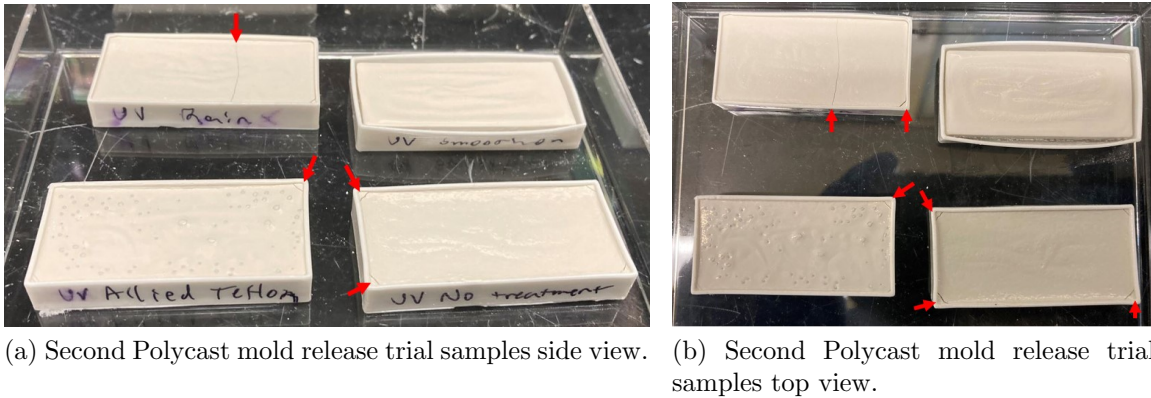 UV Rain X
UV Smooth on
UV Allied Teflon
UV No treatment
(a) Second Polycast mold release trial samples side view.
(b) Second Polycast mold release trial
samples top view.